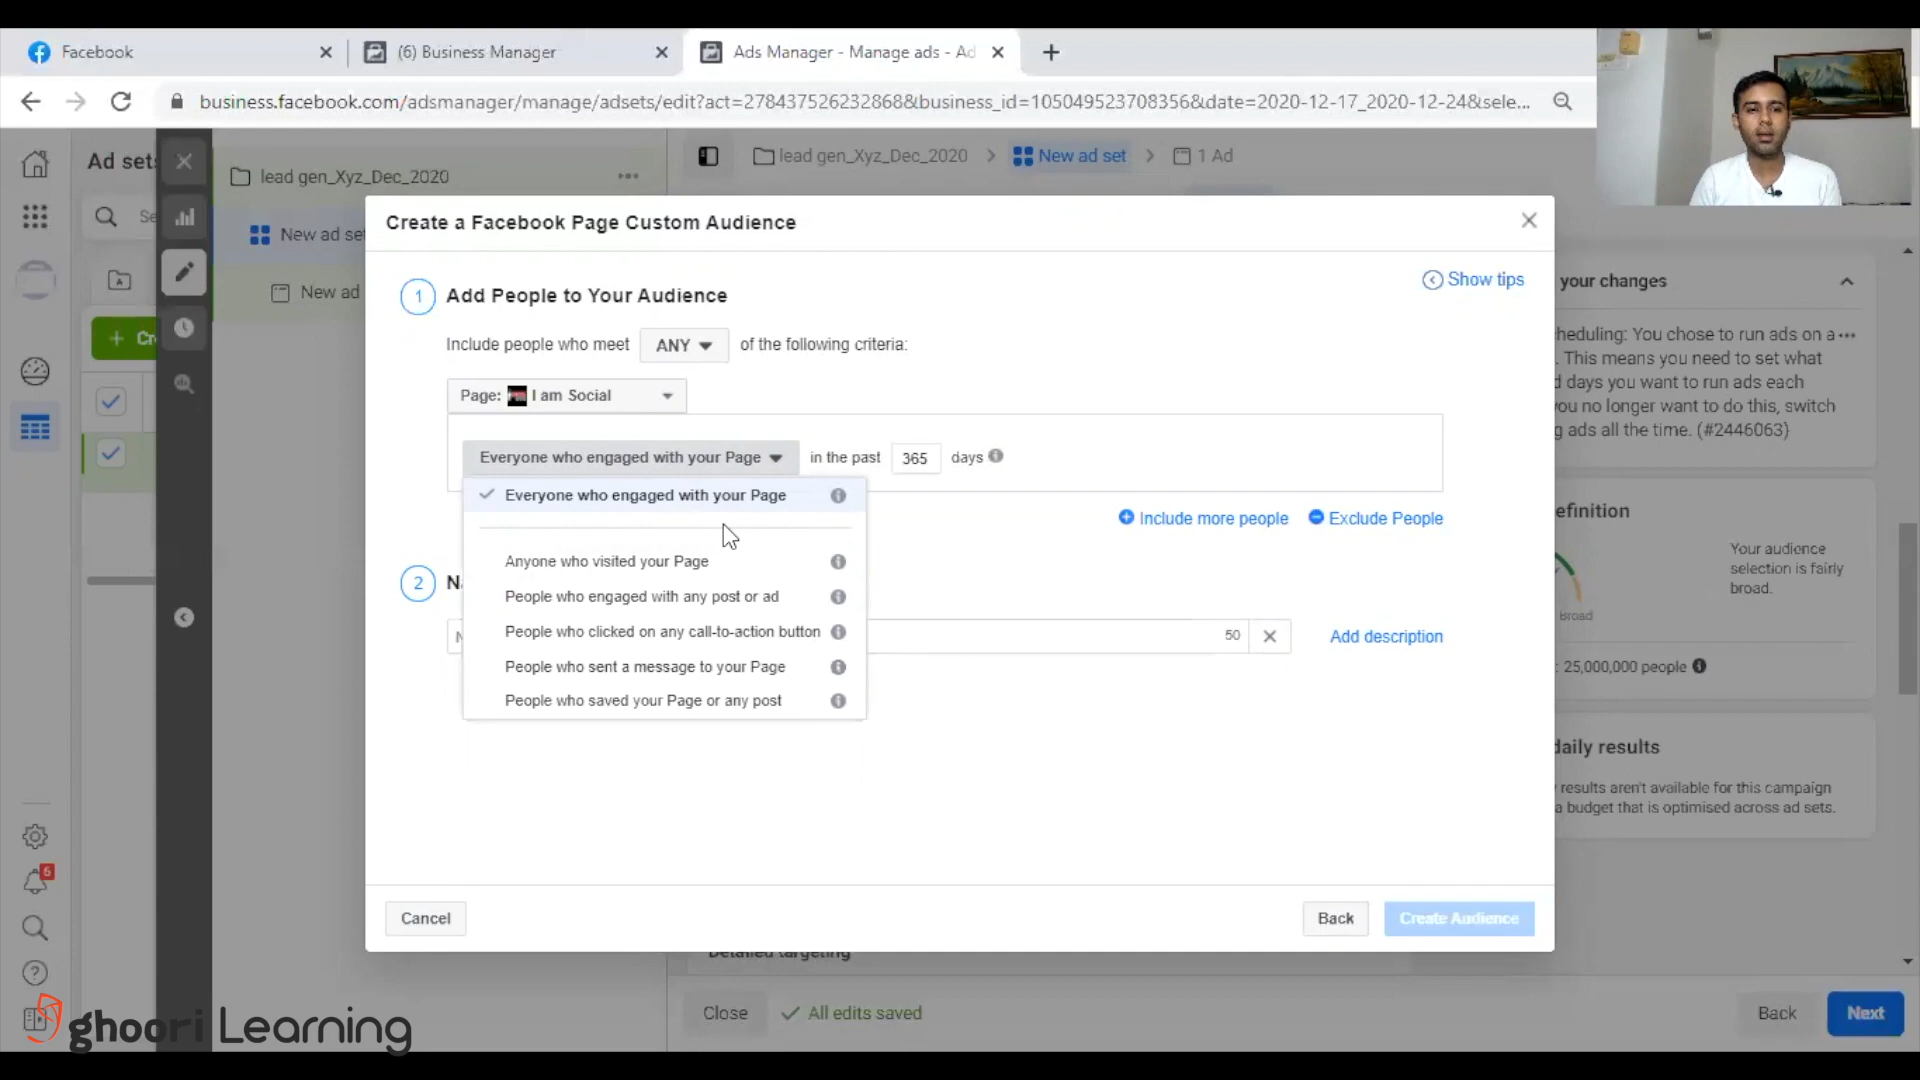 Facebook
(6) Business Manager
Ads Manager - Manage ads - Ad
business.facebook.com/adsmanager/manage/adsets/edit?act=278437526232868&business_id=105049523708356&date=2020-12-17_2020-12-24&sele...
Ad sets
lead gen_Xyz_Dec_2020
lead gen_Xyz_Dec_2020
New ad set
1 Ad
Se
New ad set
New ad
Cr
Create a Facebook Page Custom Audience
Show tips
1
Add People to Your Audience
Include people who meet ANY of the following criteria:
Page: I am Social
Everyone who engaged with your Page in the past 365 days
Everyone who engaged with your Page
Anyone who visited your Page
People who engaged with any post or ad
People who clicked on any call-to-action button
People who sent a message to your Page
People who saved your Page or any post
Include more people
Exclude People
2
Na
50
Add description
Cancel
Back
Create Audience
your changes
heduling: You chose to run ads on a
. This means you need to set what
d days you want to run ads each
you no longer want to do this, switch
g ads all the time. (#2446063)
efinition
Your audience
selection is fairly
broad.
Broad
: 25,000,000 people
daily results
results aren't available for this campaign
a budget that is optimised across ad sets.
Detailed targeting
Close
All edits saved
Back
Next
6
ghoori Learning